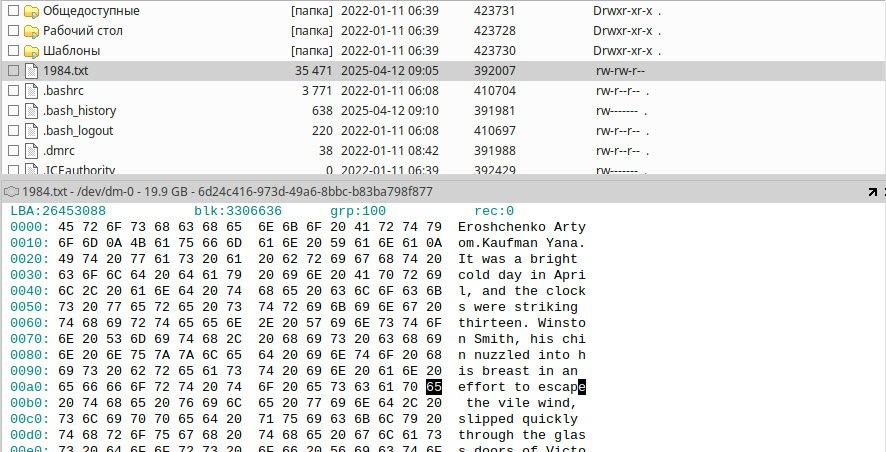 Общедоступные [папка] 2022-01-11 06:39 423731 Drwxr-xr-x .
Рабочий стол [папка] 2022-01-11 06:39 423728 Drwxr-xr-x .
Шаблоны [папка] 2022-01-11 06:39 423730 Drwxr-xr-x .
1984.txt 35 471 2025-04-12 09:05 392007 rw-rw-r--
.bashrc 3 771 2022-01-11 06:08 410704 rw-r--r-- .
.bash_history 638 2025-04-12 09:10 391981 rw------- .
.bash_logout 220 2022-01-11 06:08 410697 rw-r--r-- .
.dmrc 38 2022-01-11 08:42 391988 rw-r--r-- .
.ICEauthority 0 2022-01-11 06:39 392429 rw------- .
1984.txt - /dev/dm-0 - 19.9 GB - 6d24c416-973d-49a6-8bbc-b83ba798f877
LBA:26453088 blk:3306636 grp:100 rec:0
0000: 45 72 6F 73 68 63 68 65 6E 6B 6F 20 41 72 74 79 Eroshchenko Arty
0010: 6F 6D 0A 4B 61 75 66 6D 61 6E 20 59 61 6E 61 0A om.Kaufman Yana.
0020: 49 74 20 77 61 73 20 61 20 62 72 69 67 68 74 20 It was a bright
0030: 63 6F 6C 64 20 64 61 79 20 69 6E 20 41 70 72 69 cold day in Apri
0040: 6C 2C 20 61 6E 64 20 74 68 65 20 63 6C 6F 63 6B l, and the clock
0050: 73 20 77 65 72 65 20 73 74 72 69 6B 69 6E 67 20 s were striking
0060: 74 68 69 72 74 65 65 6E 2E 20 57 69 6E 73 74 6F thirteen. Winsto
0070: 6E 20 53 6D 69 74 68 2C 20 68 69 73 20 63 68 69 n Smith, his chi
0080: 6E 20 6E 75 7A 7A 6C 65 64 20 69 6E 74 6F 20 68 n nuzzled into h
0090: 69 73 20 62 72 65 61 73 74 20 69 6E 20 61 6E 20 is breast in an
00a0: 65 66 66 6F 72 74 20 74 6F 20 65 73 63 61 70 65 effort to escape
00b0: 20 74 68 65 20 76 69 6C 65 20 77 69 6E 64 2C 20 the vile wind,
00c0: 73 6C 69 70 70 65 64 20 71 75 69 63 6B 6C 79 20 slipped quickly
00d0: 74 68 72 6F 75 67 68 20 74 68 65 20 67 6C 61 73 through the glas
00e0: 73 20 64 6F 6F 72 73 20 6F 66 20 56 69 63 74 6F s doors of Victo